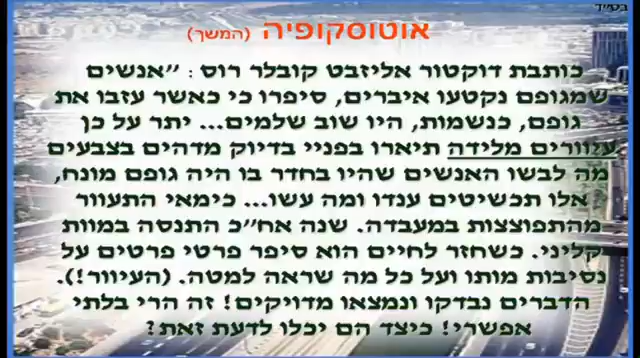 בס״ד
אוטוסקופיה (המשך)
כותבת דוקטור אליזבט קובלר רוס : ״אנשים
שמגופם נקטעו איברים, סיפרו כי כאשר עזבו את
גופם, כנשמות, היו שוב שלמים... יתר על כן
עיוורים מלידה תיארו בפניי בדיוק מדהים בצבעים
מה לבשו האנשים שהיו בחדר בו היה גופם מונח,
אלו תכשיטים ענדו ומה עשו... כימאי התעוור
מהתפוצצות במעבדה. שנה אח״כ התנסה במוות
קליני. כשחזר לחיים הוא סיפר פרטי פרטים על
נסיבות מותו ועל כל מה שראה למטה. (העיוור!).
הדברים נבדקו ונמצאו מדויקים! זה הרי בלתי
אפשרי! כיצד הם יכלו לדעת זאת?